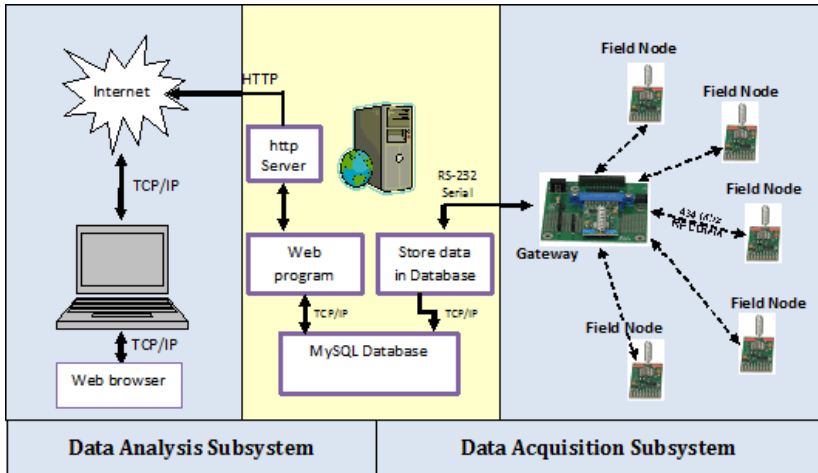 Internet
HTTP
http
Server
TCP/IP
Web
program
TCP/IP
MySQL Database
TCP/IP
Web browser
RS-232
Serial
Store data
in Database
TCP/IP
Field Node
Field Node
Field Node
Field Node
Field Node
Gateway
434 Mhz
Data Analysis Subsystem
Data Acquisition Subsystem